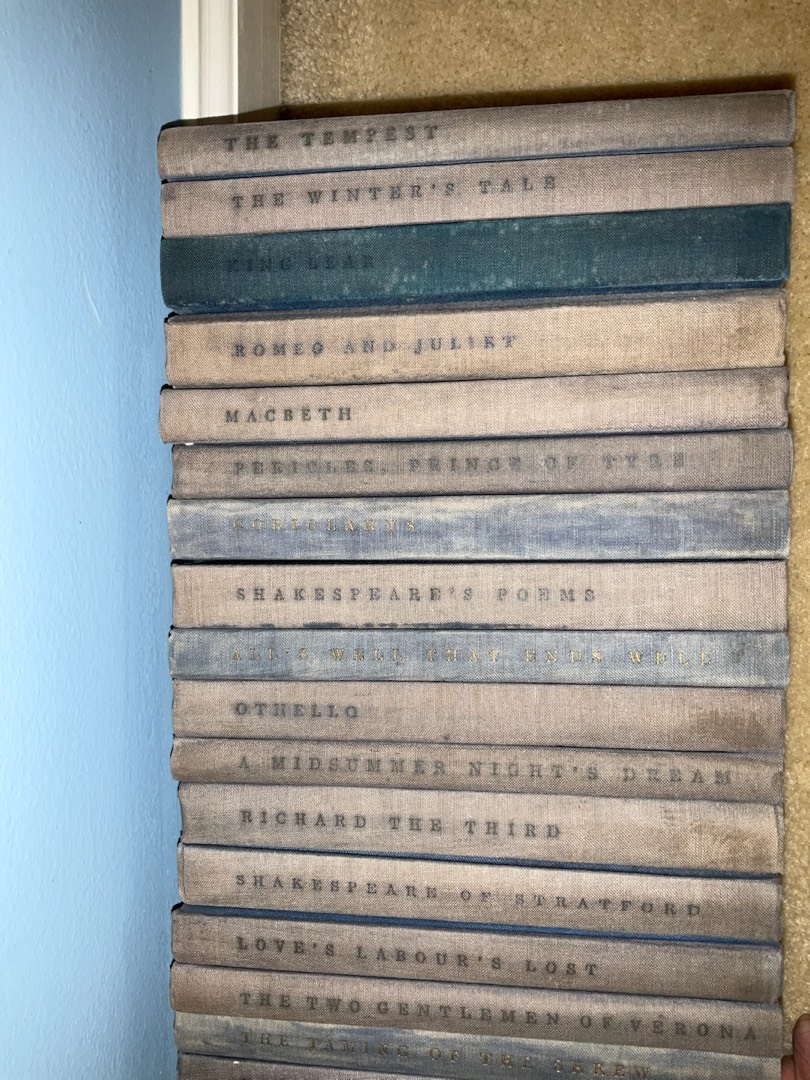 THE TEMPEST
THE WINTER'S TALE
KING LEAR
ROMEO AND JULIET
MACBETH
PERICLES, PRINCE OF TYRE
CORIOLANUS
SHAKESPEARE'S POEMS
ALL'S WELL THAT ENDS WELL
OTHELLO
A MIDSUMMER NIGHT'S DREAM
RICHARD THE THIRD
SHAKESPEARE OF STRATFORD
LOVE'S LABOUR'S LOST
THE TWO GENTLEMEN OF VERONA
THE TAMING OF THE SHREW